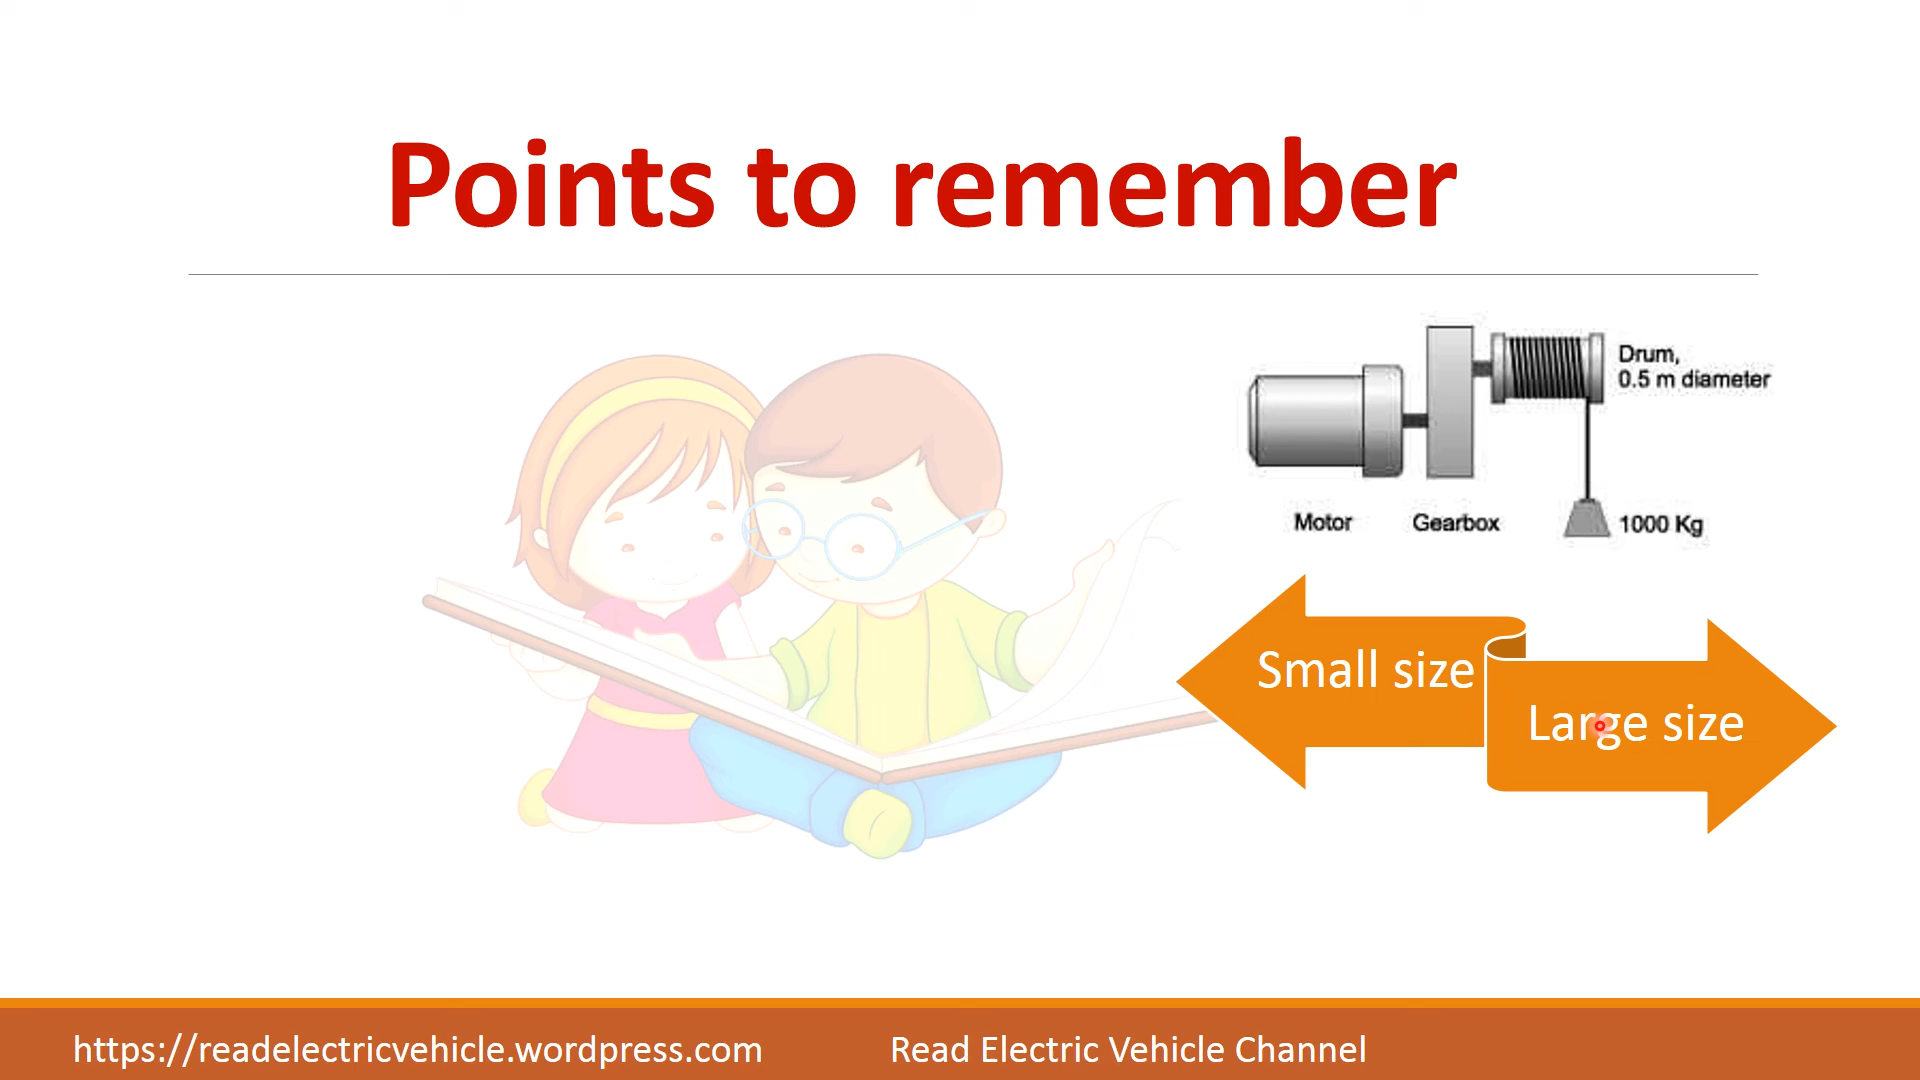 Points to remember
Drum,
0.5 m diameter
Motor
Gearbox
1000 Kg
Small size
Large size
https://readelectricvehicle.wordpress.com
Read Electric Vehicle Channel